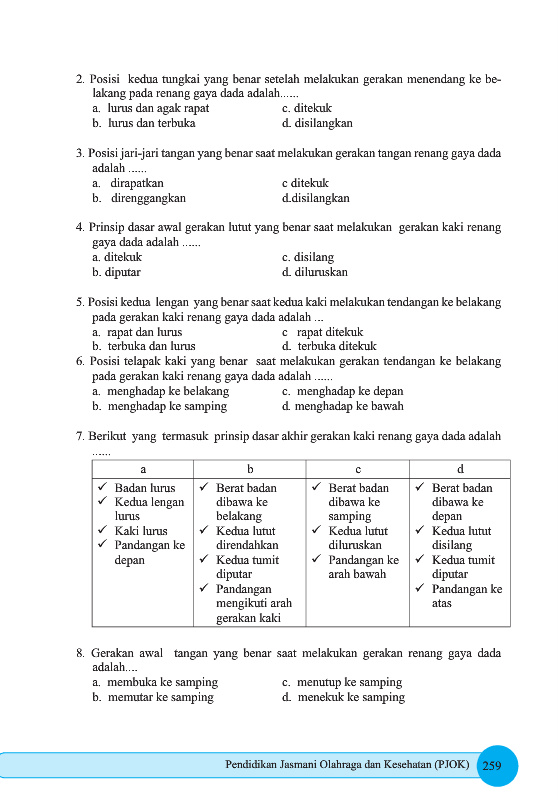 2. Posisi kedua tungkai yang benar setelah melakukan gerakan menendang ke be-
lakang pada renang gaya dada adalah......
a. lurus dan agak rapat c. ditekuk
b. lurus dan terbuka d. disilangkan
3. Posisi jari-jari tangan yang benar saat melakukan gerakan tangan renang gaya dada
adalah ......
a. dirapatkan c ditekuk
b. direnggangkan d.disilangkan
4. Prinsip dasar awal gerakan lutut yang benar saat melakukan gerakan kaki renang
gaya dada adalah ......
a. ditekuk c. disilang
b. diputar d. diluruskan
5. Posisi kedua lengan yang benar saat kedua kaki melakukan tendangan ke belakang
pada gerakan kaki renang gaya dada adalah ...
a. rapat dan lurus c rapat ditekuk
b. terbuka dan lurus d. terbuka ditekuk
6. Posisi telapak kaki yang benar saat melakukan gerakan tendangan ke belakang
pada gerakan kaki renang gaya dada adalah ......
a. menghadap ke belakang c. menghadap ke depan
b. menghadap ke samping d. menghadap ke bawah
7. Berikut yang termasuk prinsip dasar akhir gerakan kaki renang gaya dada adalah
......
a b c d
✓ Badan lurus
✓ Kedua lengan
lurus
✓ Kaki lurus
✓ Pandangan ke
depan
✓ Berat badan
dibawa ke
belakang
✓ Kedua lutut
direndahkan
✓ Kedua tumit
diputar
✓ Pandangan
mengikuti arah
gerakan kaki
✓ Berat badan
dibawa ke
samping
✓ Kedua lutut
diluruskan
✓ Pandangan ke
arah bawah
✓ Berat badan
dibawa ke
depan
✓ Kedua lutut
disilang
✓ Kedua tumit
diputar
✓ Pandangan ke
atas
8. Gerakan awal tangan yang benar saat melakukan gerakan renang gaya dada
adalah....
a. membuka ke samping c. menutup ke samping
b. memutar ke samping d. menekuk ke samping
Pendidikan Jasmani Olahraga dan Kesehatan (PJOK) 259